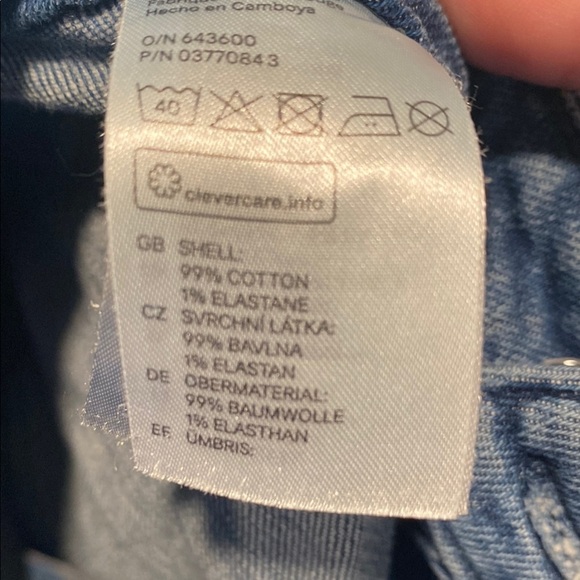 Hecho en Camboya
O/N 643600
P/N 03770843
40
clevercare.info
GB SHELL:
99% COTTON
1% ELASTANE
CZ SVRCHNÍ LÁTKA:
99% BAVLNA
1% ELASTAN
DE OBERMATERIAL:
99% BAUMWOLLE
1% ELASTHAN
EE ÜMBRIS: